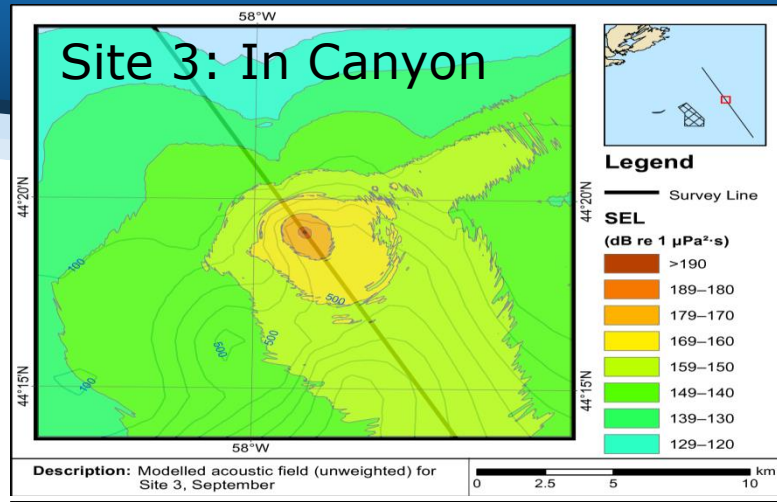 58°W
Site 3: In Canyon
44°20'N
44°20'N
100
500
500
500
100
44°15'N
44°15'N
58°W
Legend
Survey Line
SEL
(dB re 1 µPa²·s)
>190
189–180
179–170
169–160
159–150
149–140
139–130
129–120
Description: Modelled acoustic field (unweighted) for
Site 3, September
km
0 2.5 5 10